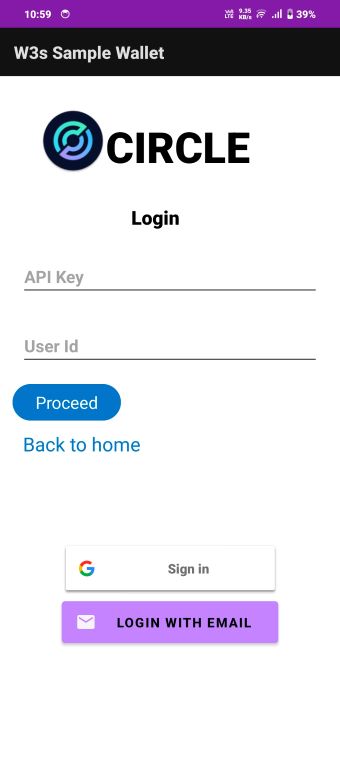 10:59 Vo) LTE 9.35 KB/s 39%
W3s Sample Wallet
CIRCLE
Login
API Key
User Id
Proceed
Back to home
Sign in
LOGIN WITH EMAIL